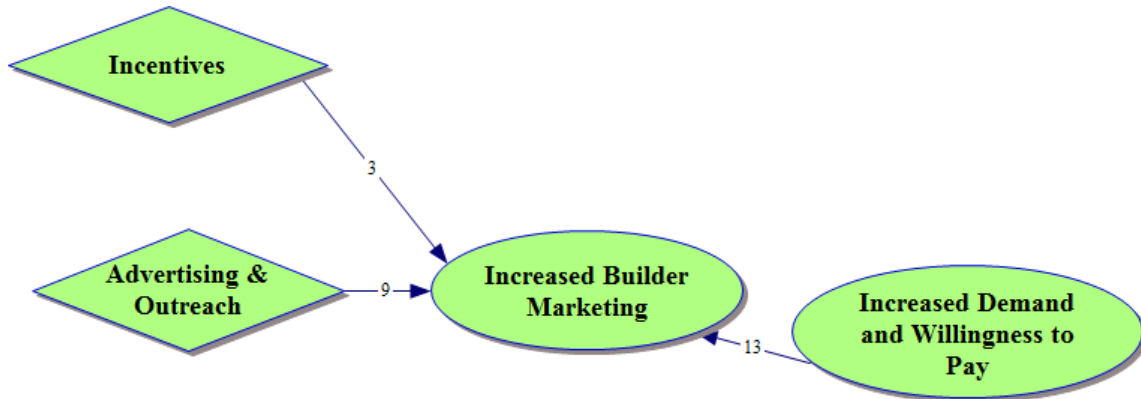 Incentives
3
Advertising &
Outreach
9
Increased Builder
Marketing
13
Increased Demand
and Willingness to
Pay